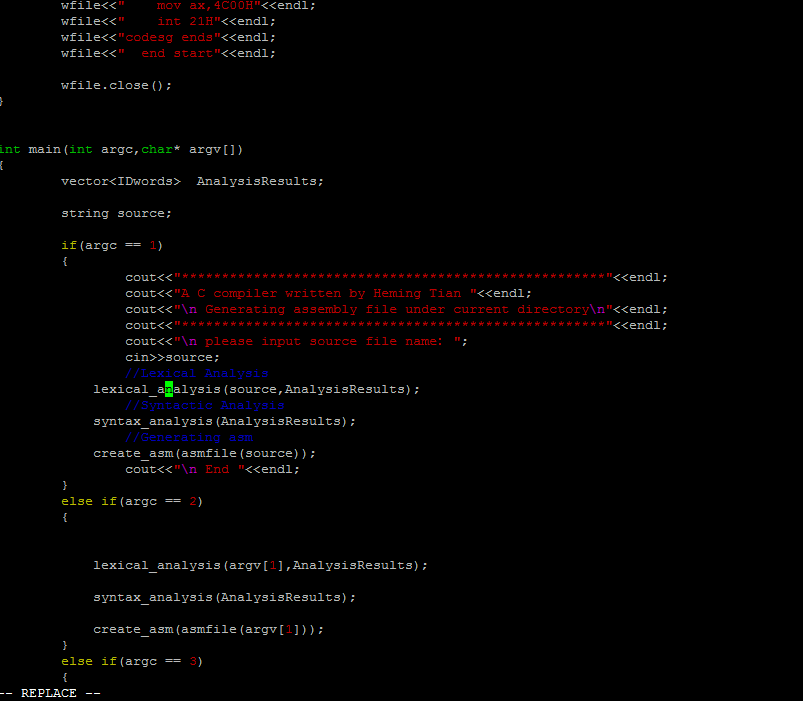 wfile<<"    mov ax,4C00H"<<endl;
wfile<<"    int 21H"<<endl;
wfile<<"codesg ends"<<endl;
wfile<<"  end start"<<endl;
wfile.close();
}
int main(int argc,char* argv[])
{
vector<IDwords>  AnalysisResults;
string source;
if(argc == 1)
{
cout<<"*****************************************************"<<endl;
cout<<"A C compiler written by Heming Tian "<<endl;
cout<<"\n Generating assembly file under current directory\n"<<endl;
cout<<"*****************************************************"<<endl;
cout<<"\n please input source file name: ";
cin>>source;
//Lexical Analysis
lexical_analysis(source,AnalysisResults);
//Syntactic Analysis
syntax_analysis(AnalysisResults);
//Generating asm
create_asm(asmfile(source));
cout<<"\n End "<<endl;
}
else if(argc == 2)
{
lexical_analysis(argv[1],AnalysisResults);
syntax_analysis(AnalysisResults);
create_asm(asmfile(argv[1]));
}
else if(argc == 3)
{
-- REPLACE --